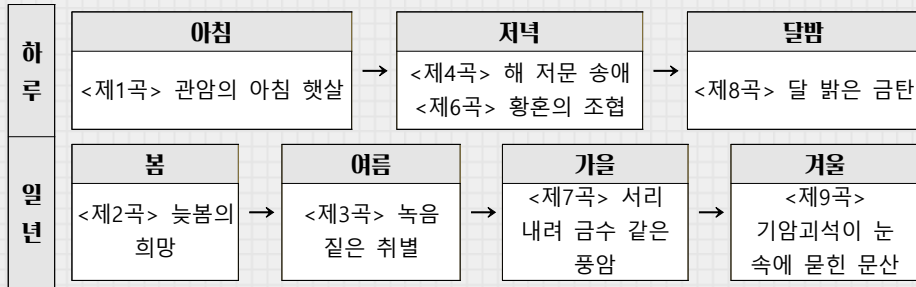 하
루
아침
<제1곡> 관암의 아침 햇살
→
저녁
<제4곡> 해 저문 송애
<제6곡> 황혼의 조협
→
달밤
<제8곡> 달 밝은 금탄
일
년
봄
<제2곡> 늦봄의
희망
→
여름
<제3곡> 녹음
짙은 취별
→
가을
<제7곡> 서리
내려 금수 같은
풍암
→
겨울
<제9곡>
기암괴석이 눈
속에 묻힌 문산